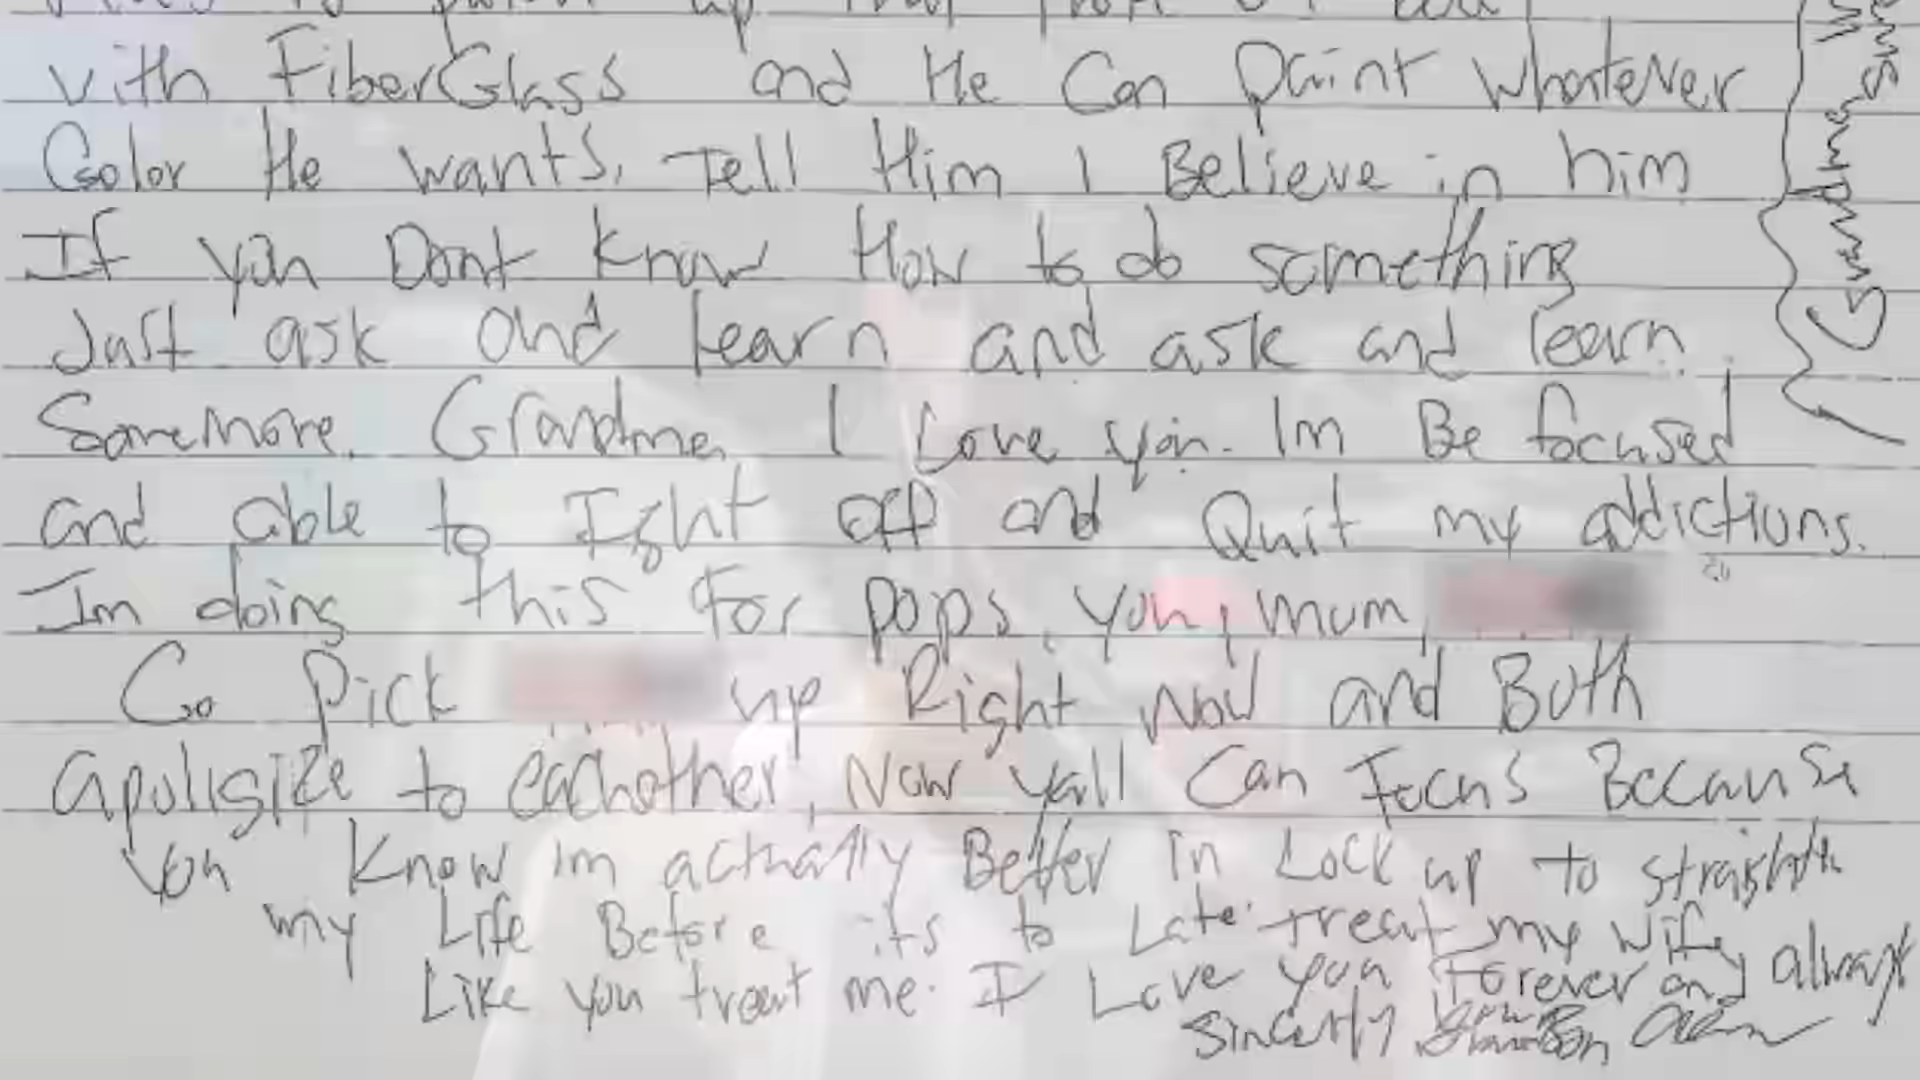 with FiberGlass and He Can paint whatever
Color He wants. Tell Him I Believe in him
If you Dont know How to do something
Just ask and learn and ask and learn
Somemore. Grandma I Love you. Im Be focused
and able to fight off and Quit my addictions.
Im doing this for pops, you, mum,
Go Pick up Right Now and Both
apoligize to eachother, Now yall Can Focus Because
You Know im actually Better in Lock up to
my Life Before its to Late. treat my wife
Like you treat me. I Love you Forever and always
Sincerly